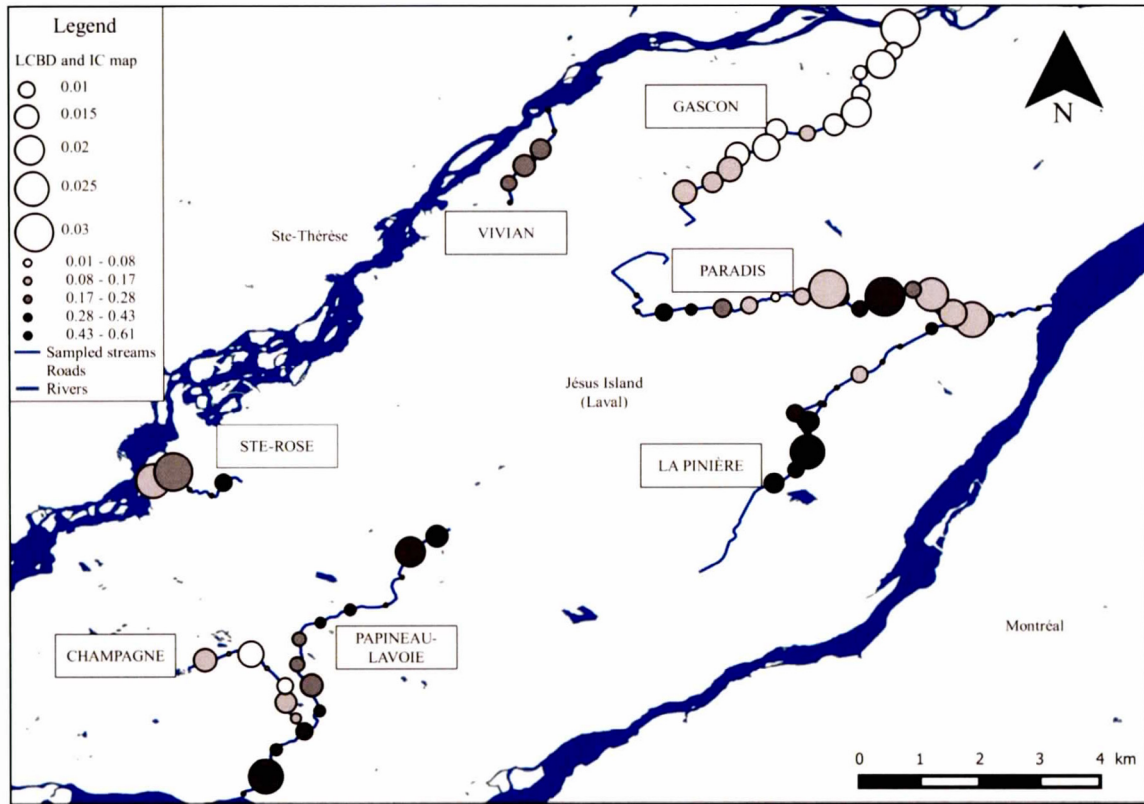 Legend
LCBD and IC map
0.01
0.015
0.02
0.025
0.03
0.01 - 0.08
0.08 - 0.17
0.17 - 0.28
0.28 - 0.43
0.43 - 0.61
Sampled streams
Roads
Rivers
GASCON
N
VIVIAN
Ste-Thérèse
PARADIS
Jésus Island
(Laval)
STE-ROSE
LA PINIÈRE
CHAMPAGNE
PAPINEAU-
LAVOIE
Montréal
0 1 2 3 4 km